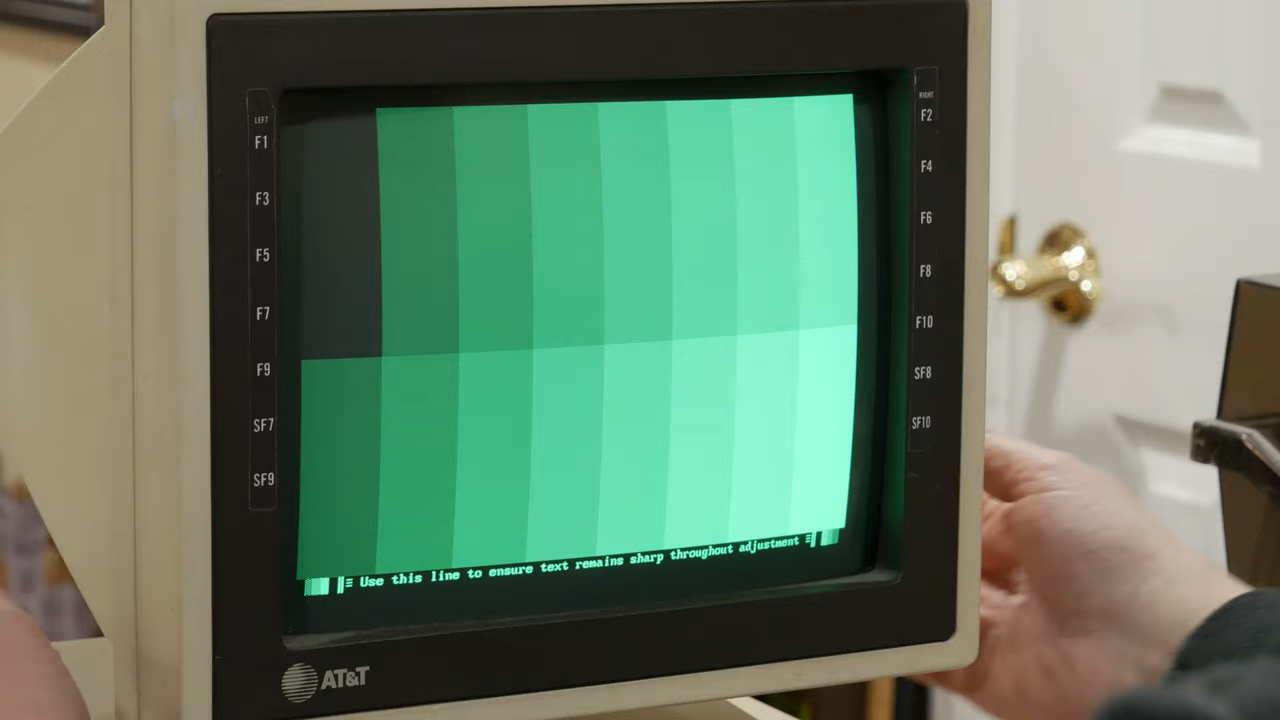 LEFT
F1
F3
F5
F7
F9
SF7
SF9
RIGHT
F2
F4
F6
F8
F10
SF8
SF10
Use this line to ensure text remains sharp throughout adjustment
AT&T